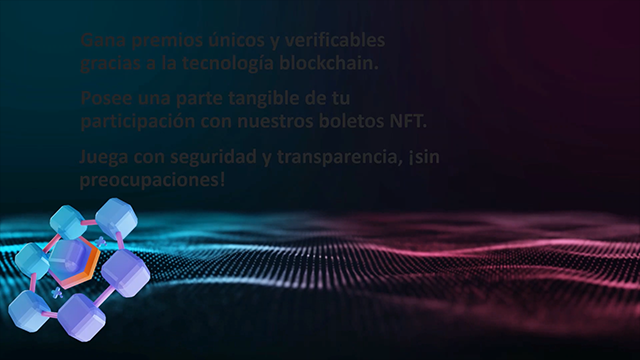 Gana premios únicos y verificables
gracias a la tecnología blockchain.
Posee una parte tangible de tu
participación con nuestros boletos NFT.
Juega con seguridad y transparencia, ¡sin
preocupaciones!